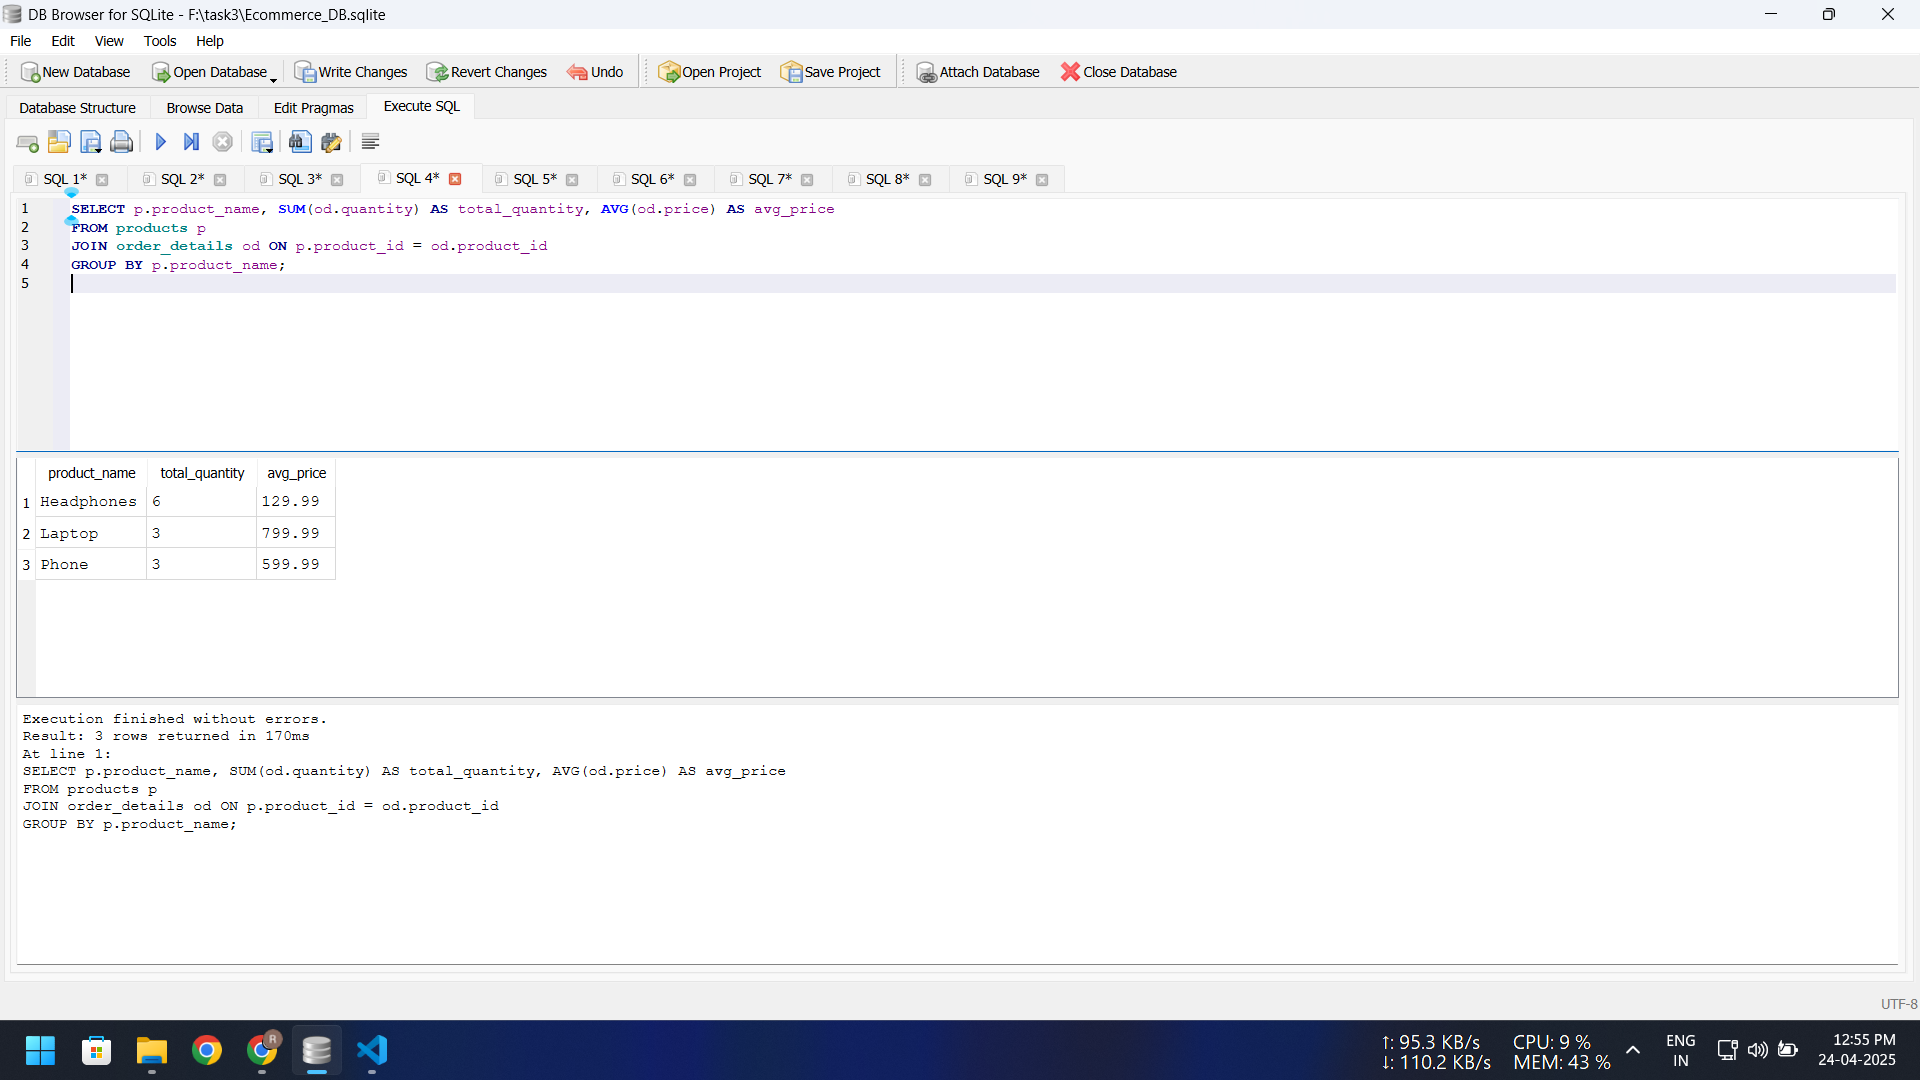 DB Browser for SQLite - F:\task3\Ecommerce_DB.sqlite
File Edit View Tools Help
New Database Open Database Write Changes Revert Changes Undo Open Project Save Project Attach Database Close Database
Database Structure Browse Data Edit Pragmas Execute SQL
SQL 1* SQL 2* SQL 3* SQL 4* SQL 5* SQL 6* SQL 7* SQL 8* SQL 9*
1 SELECT p.product_name, SUM(od.quantity) AS total_quantity, AVG(od.price) AS avg_price
2 FROM products p
3 JOIN order_details od ON p.product_id = od.product_id
4 GROUP BY p.product_name;
5
product_name total_quantity avg_price
1 Headphones 6 129.99
2 Laptop 3 799.99
3 Phone 3 599.99
Execution finished without errors.
Result: 3 rows returned in 170ms
At line 1:
SELECT p.product_name, SUM(od.quantity) AS total_quantity, AVG(od.price) AS avg_price
FROM products p
JOIN order_details od ON p.product_id = od.product_id
GROUP BY p.product_name;
UTF-8
R
↑: 95.3 KB/s CPU: 9 % ENG 12:55 PM
↓: 110.2 KB/s MEM: 43 % IN 24-04-2025